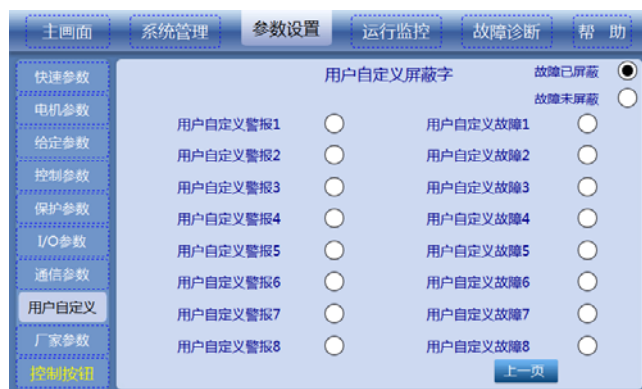 主画面 系统管理 参数设置 运行监控 故障诊断 帮 助
快速参数
电机参数
给定参数
控制参数
保护参数
I/O参数
通信参数
用户自定义
厂家参数
控制按钮
用户自定义屏蔽字
故障已屏蔽
故障未屏蔽
用户自定义警报1 用户自定义故障1
用户自定义警报2 用户自定义故障2
用户自定义警报3 用户自定义故障3
用户自定义警报4 用户自定义故障4
用户自定义警报5 用户自定义故障5
用户自定义警报6 用户自定义故障6
用户自定义警报7 用户自定义故障7
用户自定义警报8 用户自定义故障8
上一页